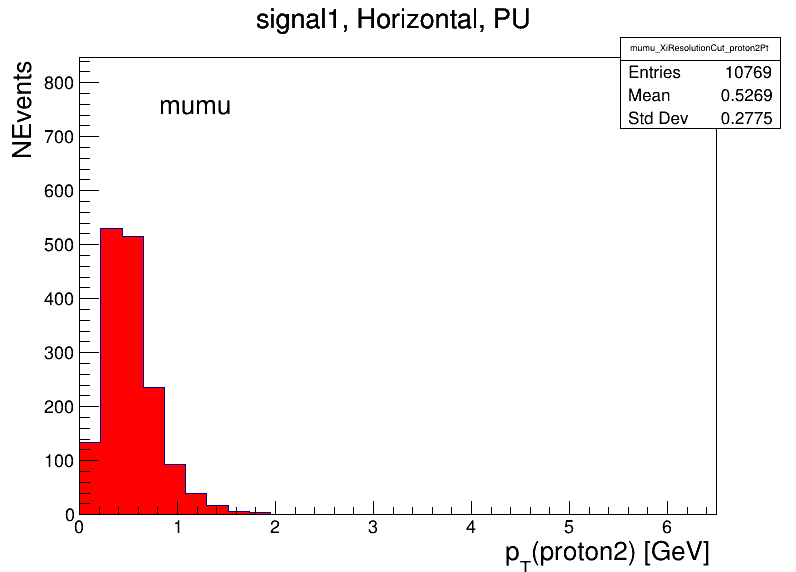 signal1, Horizontal, PU
mumu_XiResolutionCut_proton2Pt
Entries 10769
Mean 0.5269
Std Dev 0.2775
mumu
NEvents
800
700
600
500
400
300
200
100
0
0 1 2 3 4 5 6
p_T(proton2) [GeV]